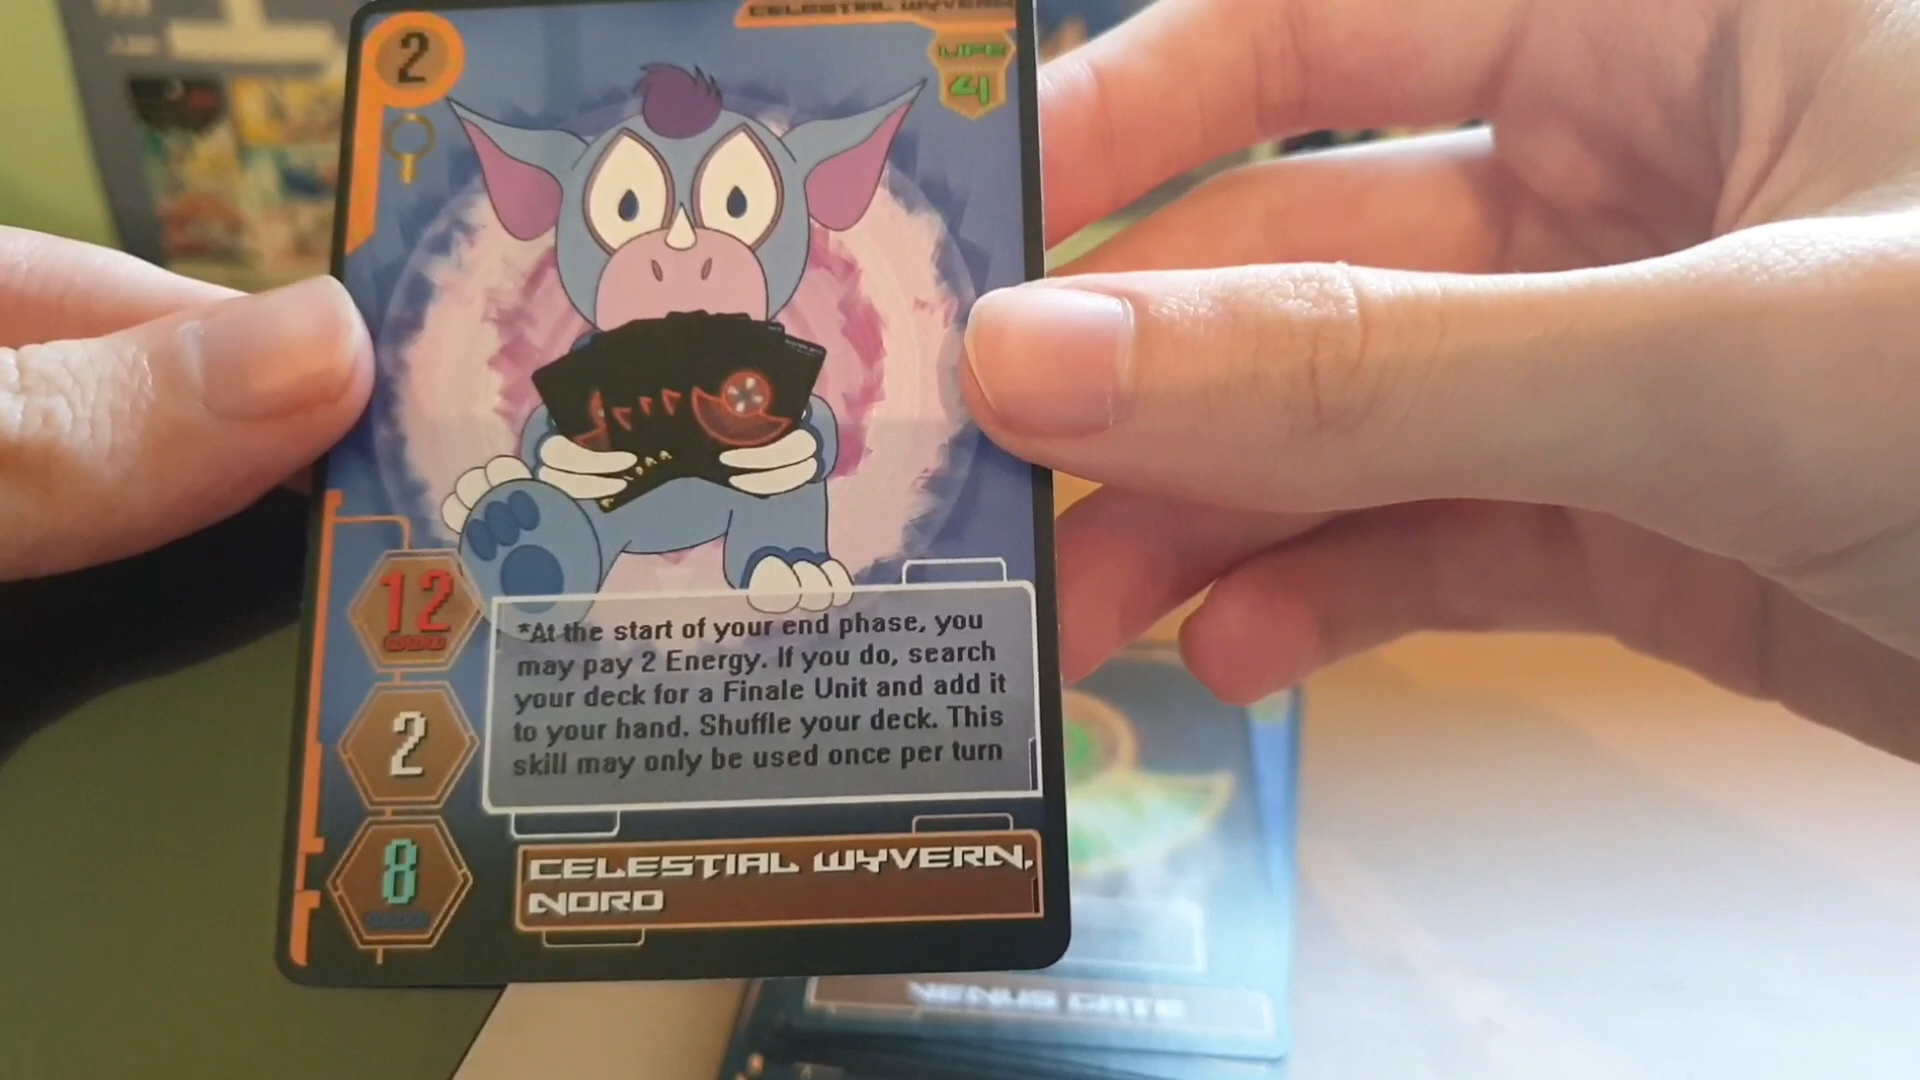 CELESTIAL WYVERN
2
LIFE
4
12
*At the start of your end phase, you
may pay 2 Energy. If you do, search
your deck for a Finale Unit and add it
to your hand. Shuffle your deck. This
skill may only be used once per turn
2
8
CELESTIAL WYVERN,
NORD
VENUS GATE